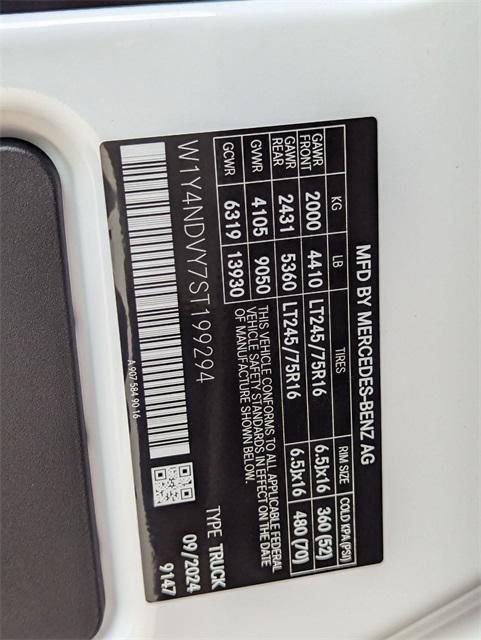 MFD BY MERCEDES-BENZ AG
KG LB TIRES RIM SIZE COLD KPA(PSI)
GAWR FRONT 2000 4410 LT245/75R16 6.5Jx16 360 (52)
GAWR REAR 2431 5360 LT245/75R16 6.5Jx16 480 (70)
GVWR 4105 9050
GCWR 6319 13930
THIS VEHICLE CONFORMS TO ALL APPLICABLE FEDERAL
VEHICLE SAFETY STANDARDS IN EFFECT ON THE DATE
OF MANUFACTURE SHOWN BELOW.
W1Y4NDVY7ST199294
TYPE TRUCK
09/2024
9147
A 907 584 90 16